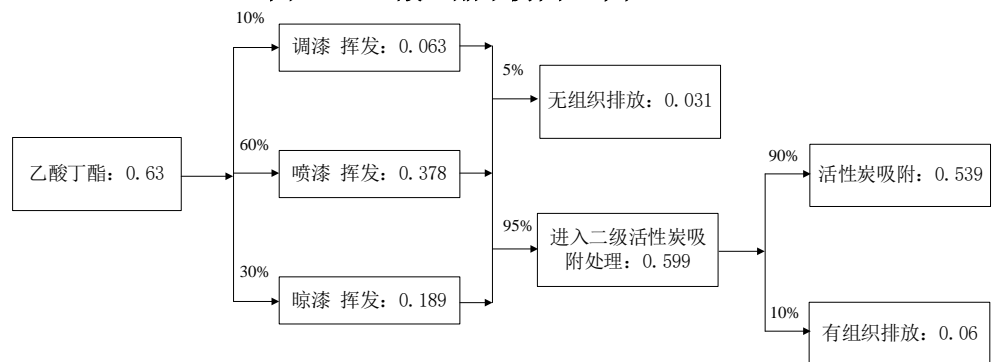 10%
调漆 挥发：0.063
5%
无组织排放：0.031
60%
90%
乙酸丁酯：0.63
喷漆 挥发：0.378
活性炭吸附：0.539
95%
进入二级活性炭吸
附处理：0.599
30%
晾漆 挥发：0.189
10%
有组织排放：0.06